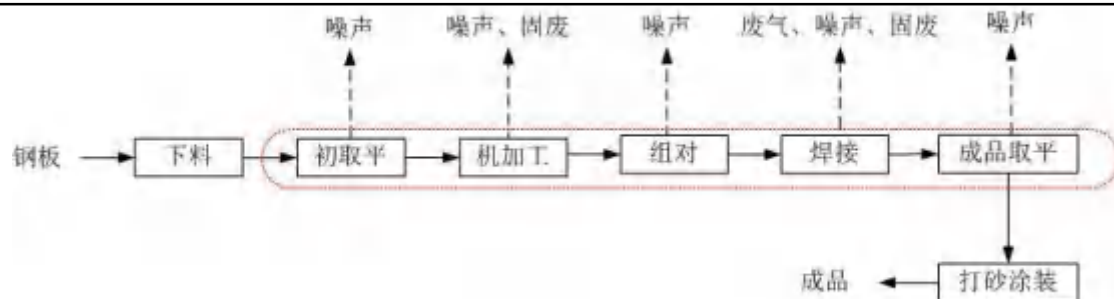 噪声 噪声、固废 噪声 废气、噪声、固废 噪声
钢板 下料 初取平 机加工 组对 焊接 成品取平
成品 打砂涂装